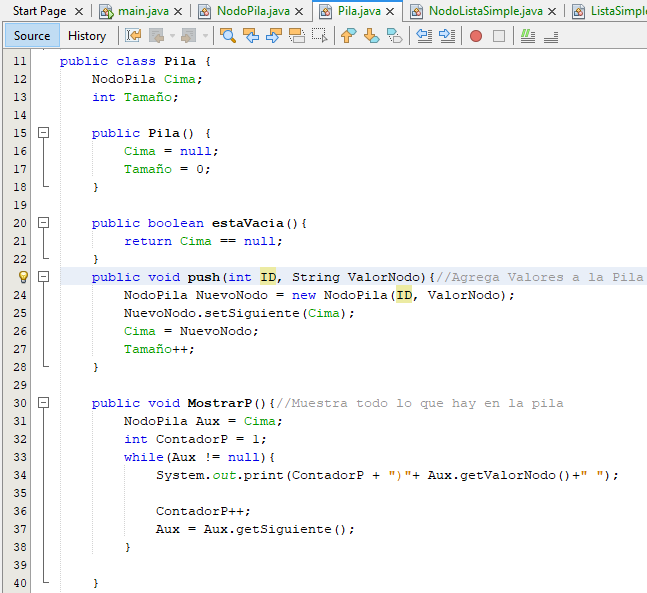 Start Page × main.java × NodoPila.java × Pila.java × NodoListaSimple.java × ListaSimple
Source History
11 public class Pila {
12 NodoPila Cima;
13 int Tamaño;
14
15 public Pila() {
16 Cima = null;
17 Tamaño = 0;
18 }
19
20 public boolean estaVacia(){
21 return Cima == null;
22 }
public void push(int ID, String ValorNodo){//Agrega Valores a la Pila
24 NodoPila NuevoNodo = new NodoPila(ID, ValorNodo);
25 NuevoNodo.setSiguiente(Cima);
26 Cima = NuevoNodo;
27 Tamaño++;
28 }
29
30 public void MostrarP(){//Muestra todo lo que hay en la pila
31 NodoPila Aux = Cima;
32 int ContadorP = 1;
33 while(Aux != null){
34 System.out.print(ContadorP + ")"+ Aux.getValorNodo()+" ");
35
36 ContadorP++;
37 Aux = Aux.getSiguiente();
38 }
39
40 }